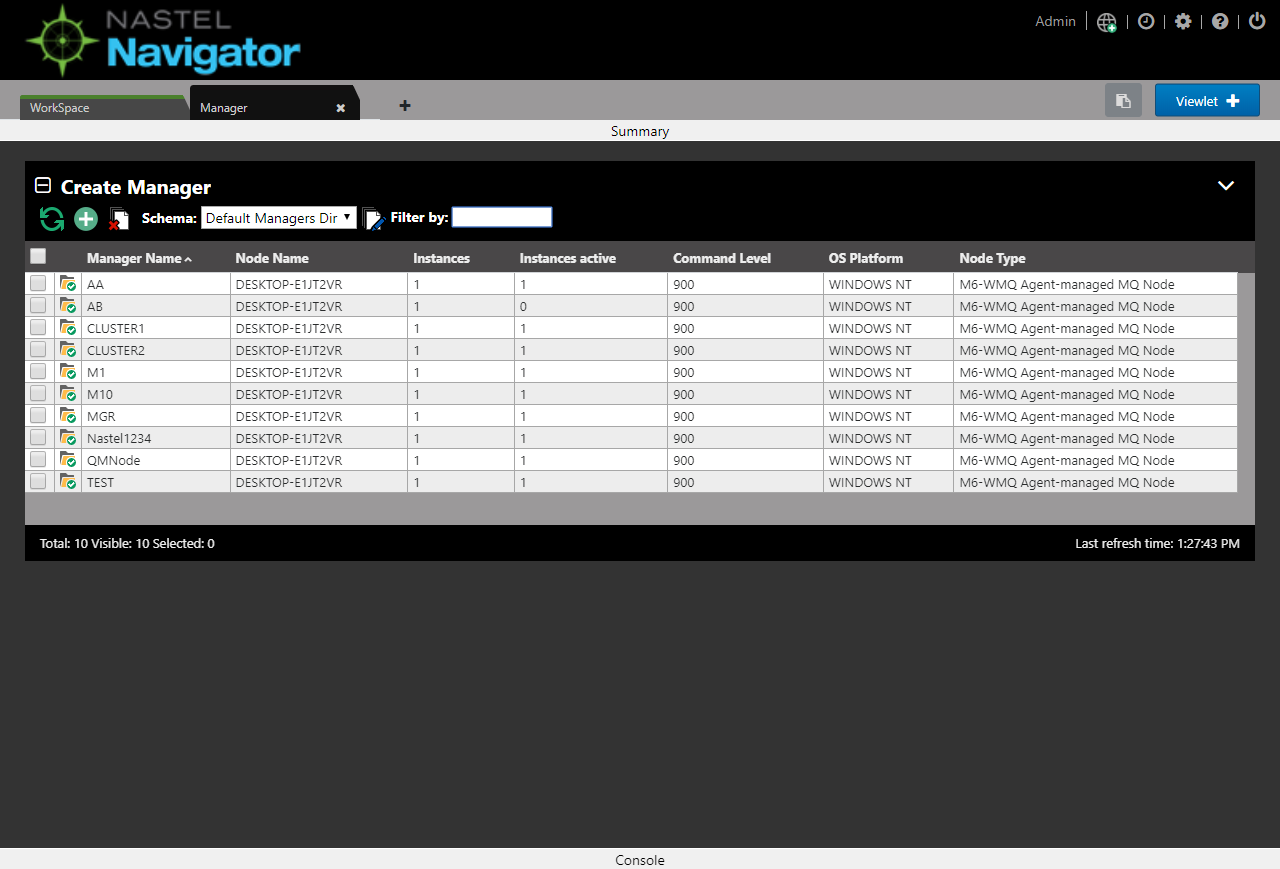 NASTEL
Navigator
Admin
WorkSpace
Manager
Viewlet
Summary
Create Manager
Schema: Default Managers Dir Filter by:
Manager Name Node Name Instances Instances active Command Level OS Platform Node Type
AA DESKTOP-E1JT2VR 1 1 900 WINDOWS NT M6-WMQ Agent-managed MQ Node
AB DESKTOP-E1JT2VR 1 0 900 WINDOWS NT M6-WMQ Agent-managed MQ Node
CLUSTER1 DESKTOP-E1JT2VR 1 1 900 WINDOWS NT M6-WMQ Agent-managed MQ Node
CLUSTER2 DESKTOP-E1JT2VR 1 1 900 WINDOWS NT M6-WMQ Agent-managed MQ Node
M1 DESKTOP-E1JT2VR 1 1 900 WINDOWS NT M6-WMQ Agent-managed MQ Node
M10 DESKTOP-E1JT2VR 1 1 900 WINDOWS NT M6-WMQ Agent-managed MQ Node
MGR DESKTOP-E1JT2VR 1 1 900 WINDOWS NT M6-WMQ Agent-managed MQ Node
Nastel1234 DESKTOP-E1JT2VR 1 1 900 WINDOWS NT M6-WMQ Agent-managed MQ Node
QMNode DESKTOP-E1JT2VR 1 1 900 WINDOWS NT M6-WMQ Agent-managed MQ Node
TEST DESKTOP-E1JT2VR 1 1 900 WINDOWS NT M6-WMQ Agent-managed MQ Node
Total: 10 Visible: 10 Selected: 0 Last refresh time: 1:27:43 PM
Console